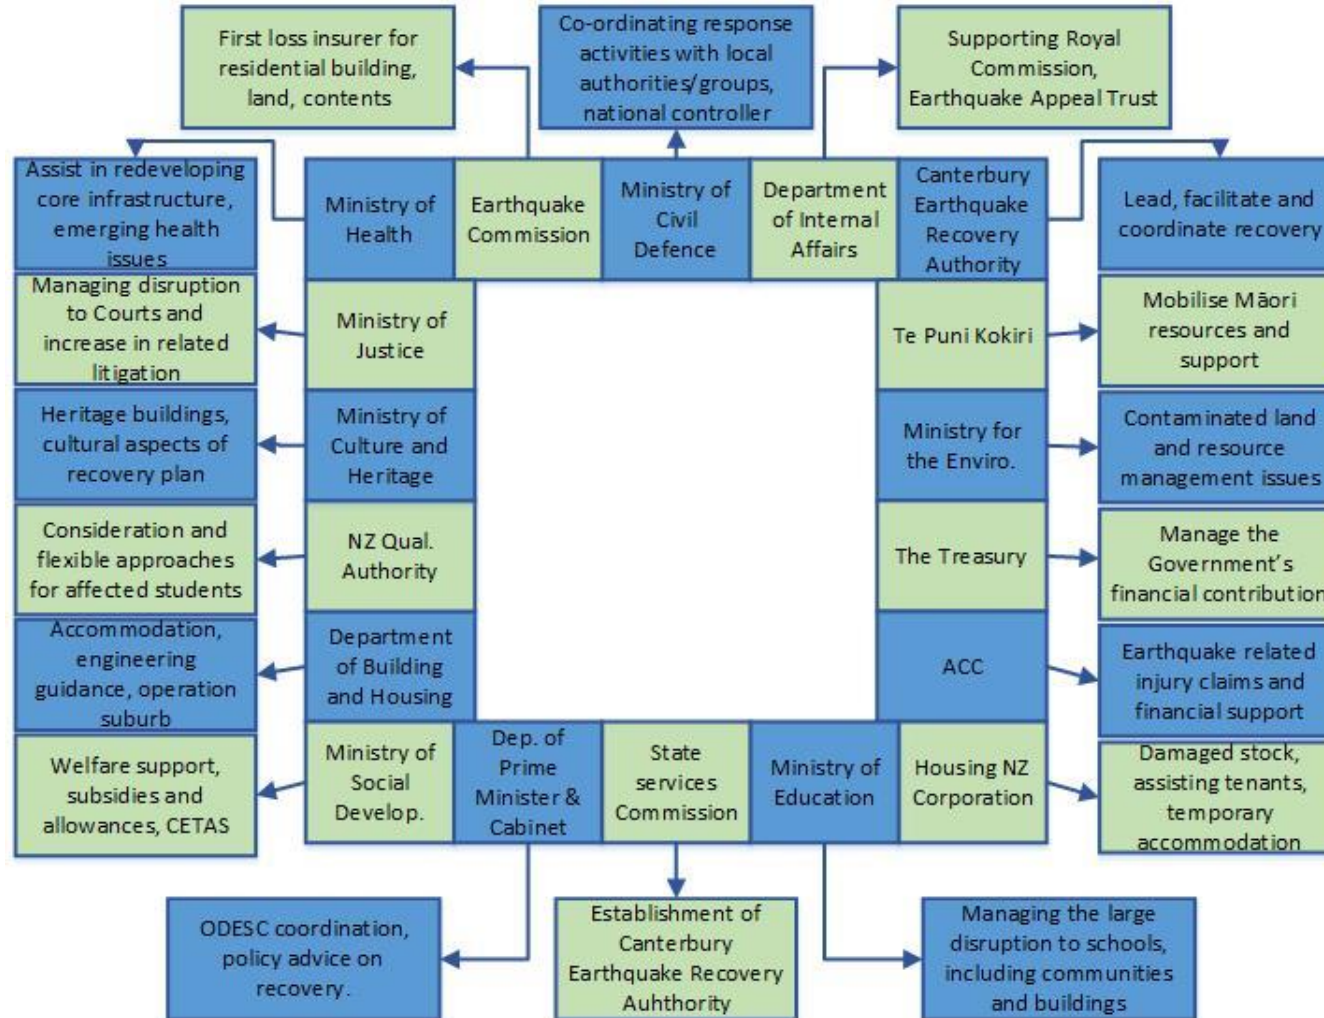 First loss insurer for
residential building,
land, contents
Co-ordinating response
activities with local
authorities/groups,
national controller
Supporting Royal
Commission,
Earthquake Appeal Trust
Assist in redeveloping
core infrastructure,
emerging health
issues
Ministry of
Health
Earthquake
Commission
Ministry of
Civil
Defence
Department
of Internal
Affairs
Canterbury
Earthquake
Recovery
Authority
Lead, facilitate and
coordinate recovery
Managing disruption
to Courts and
increase in related
litigation
Ministry of
Justice
Te Puni Kokiri
Mobilise Māori
resources and
support
Heritage buildings,
cultural aspects of
recovery plan
Ministry of
Culture and
Heritage
Ministry for
the Enviro.
Contaminated land
and resource
management issues
Consideration and
flexible approaches
for affected students
NZ Qual.
Authority
The Treasury
Manage the
Government's
financial contribution
Accommodation,
engineering
guidance, operation
suburb
Department
of Building
and Housing
ACC
Earthquake related
injury claims and
financial support
Welfare support,
subsidies and
allowances, CETAS
Ministry of
Social
Develop.
Dep. of
Prime
Minister &
Cabinet
State
services
Commission
Ministry of
Education
Housing NZ
Corporation
Damaged stock,
assisting tenants,
temporary
accommodation
ODESC coordination,
policy advice on
recovery.
Establishment of
Canterbury
Earthquake Recovery
Auhthority
Managing the large
disruption to schools,
including communities
and buildings